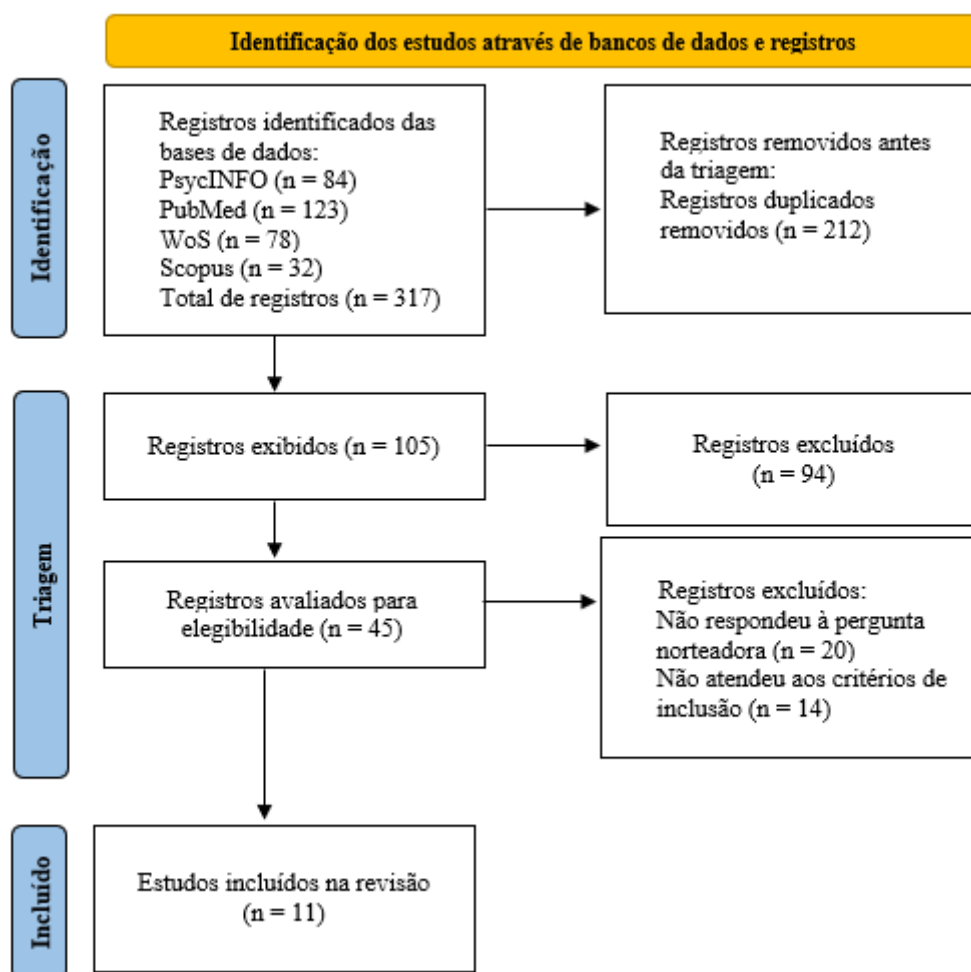 Identificação dos estudos através de bancos de dados e registros
Identificação
Registros identificados das
bases de dados:
PsycINFO (n = 84)
PubMed (n = 123)
WoS (n = 78)
Scopus (n = 32)
Total de registros (n = 317)
Registros removidos antes
da triagem:
Registros duplicados
removidos (n = 212)
Triagem
Registros exibidos (n = 105)
Registros excluídos
(n = 94)
Registros avaliados para
elegibilidade (n = 45)
Registros excluídos:
Não respondeu à pergunta
norteadora (n = 20)
Não atendeu aos critérios de
inclusão (n = 14)
Incluído
Estudos incluídos na revisão
(n = 11)